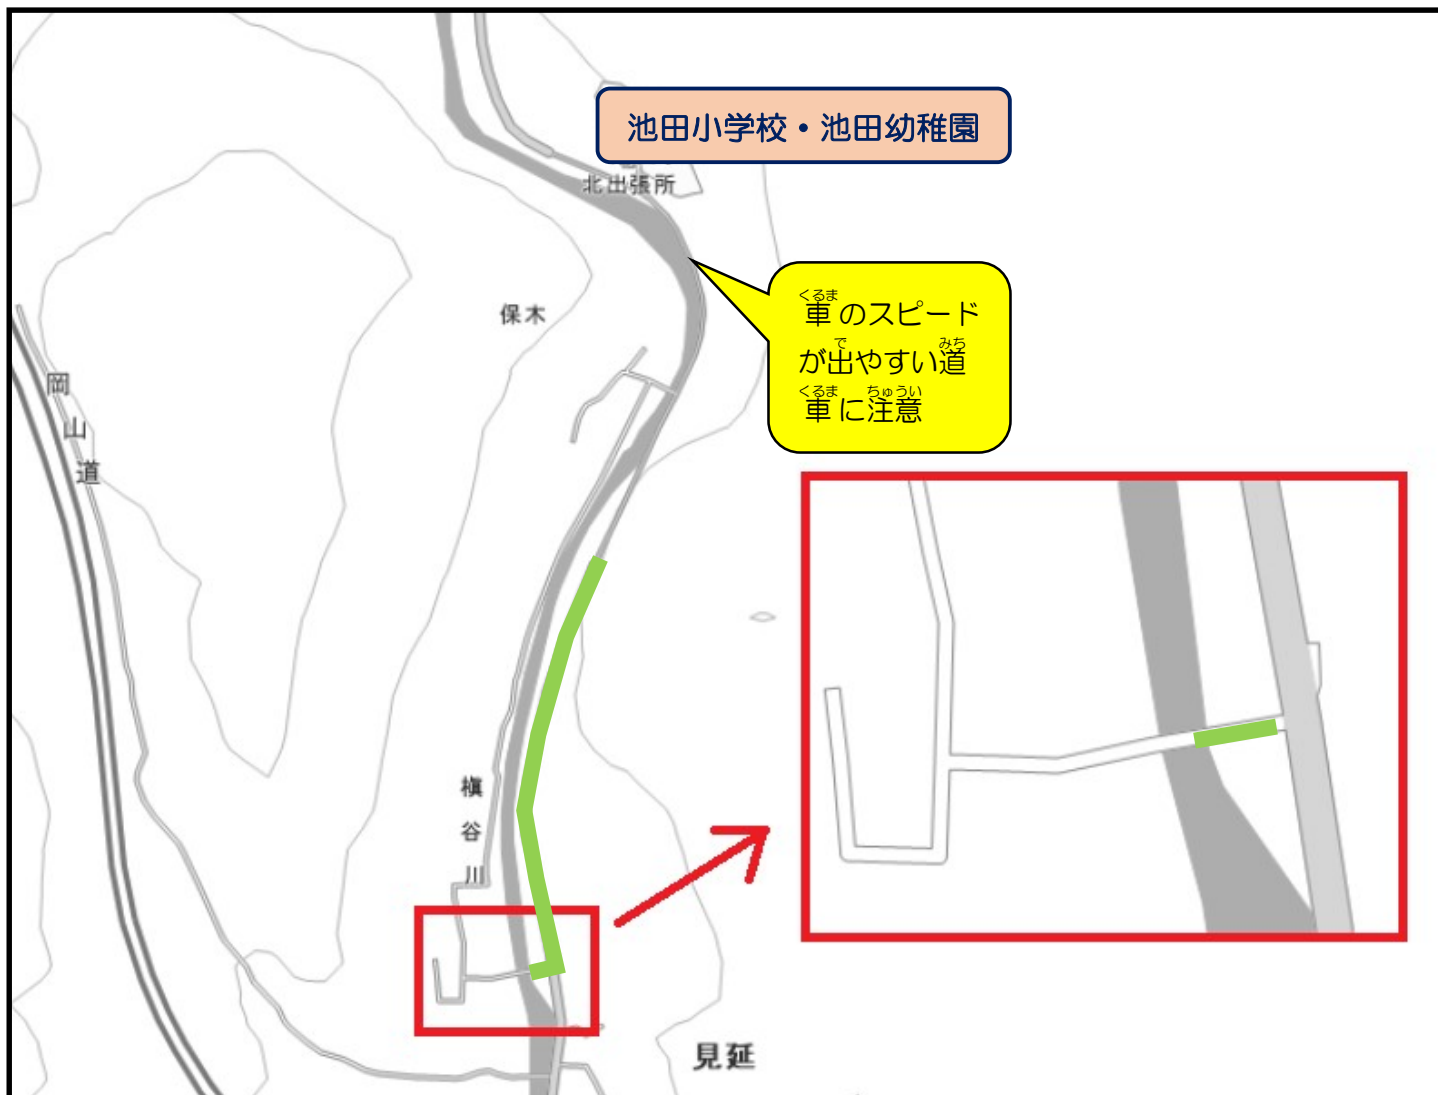 池田小学校・池田幼稚園
北出張所
保木
くるま
車のスピード
で みち
が出やすい道
くるま ちゅうい
車に注意
岡山道
槇谷川
見延